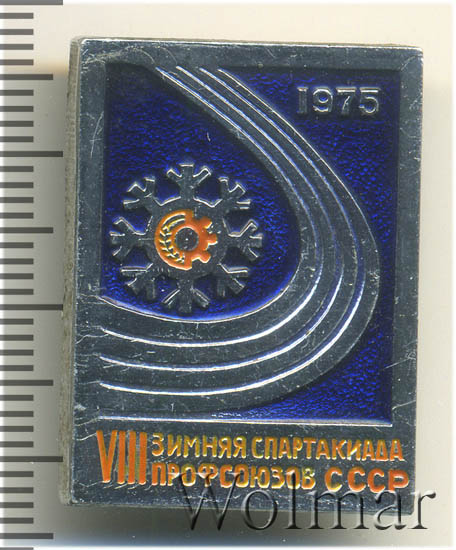 1975
VIII ЗИМНЯЯ СПАРТАКИАДА
ПРОФСОЮЗОВ СССР
Wolmar